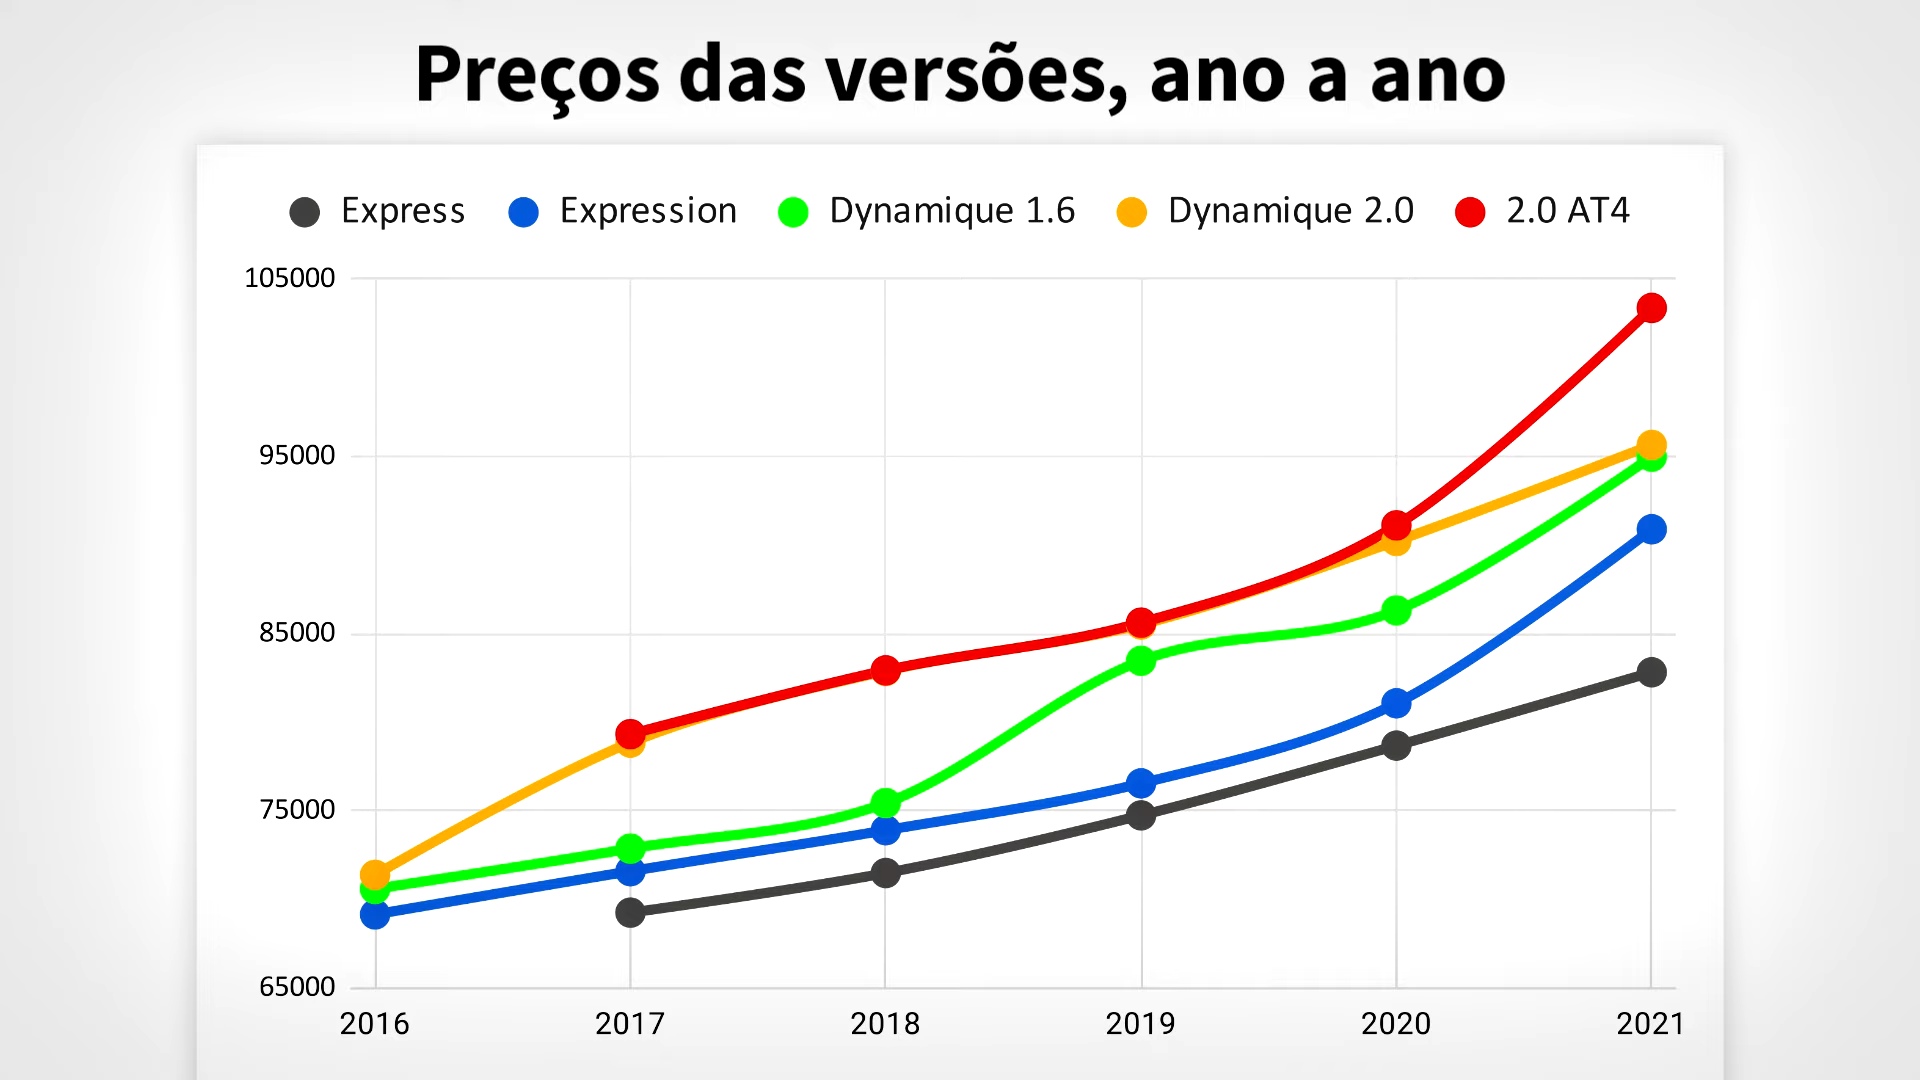 Preços das versões, ano a ano
Express Expression Dynamique 1.6 Dynamique 2.0 2.0 AT4
105000
95000
85000
75000
65000
2016 2017 2018 2019 2020 2021